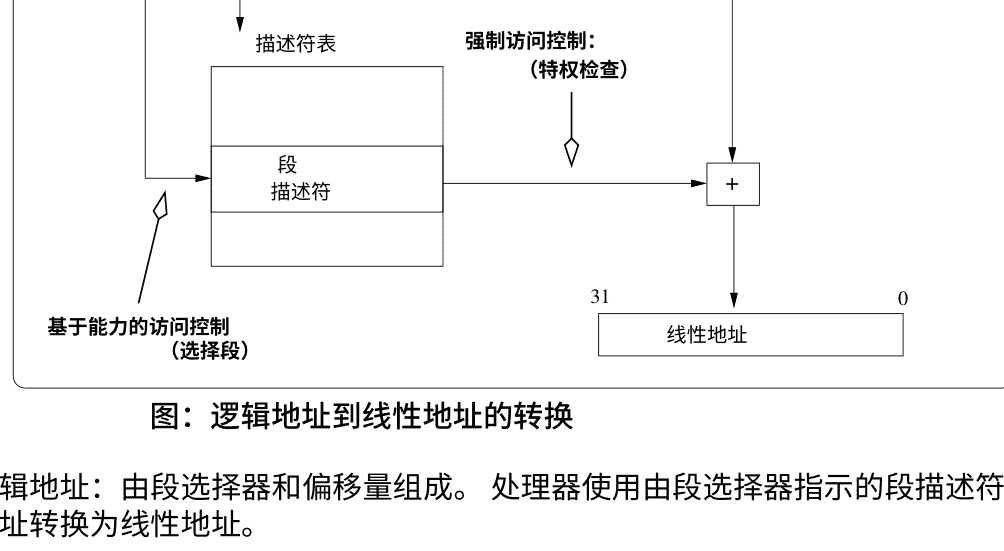 描述符表
强制访问控制：
（特权检查）
段
描述符
+
基于能力的访问控制
（选择段）
31
0
线性地址
图：逻辑地址到线性地址的转换
辑地址：由段选择器和偏移量组成。 处理器使用由段选择器指示的段描述符
址转换为线性地址。